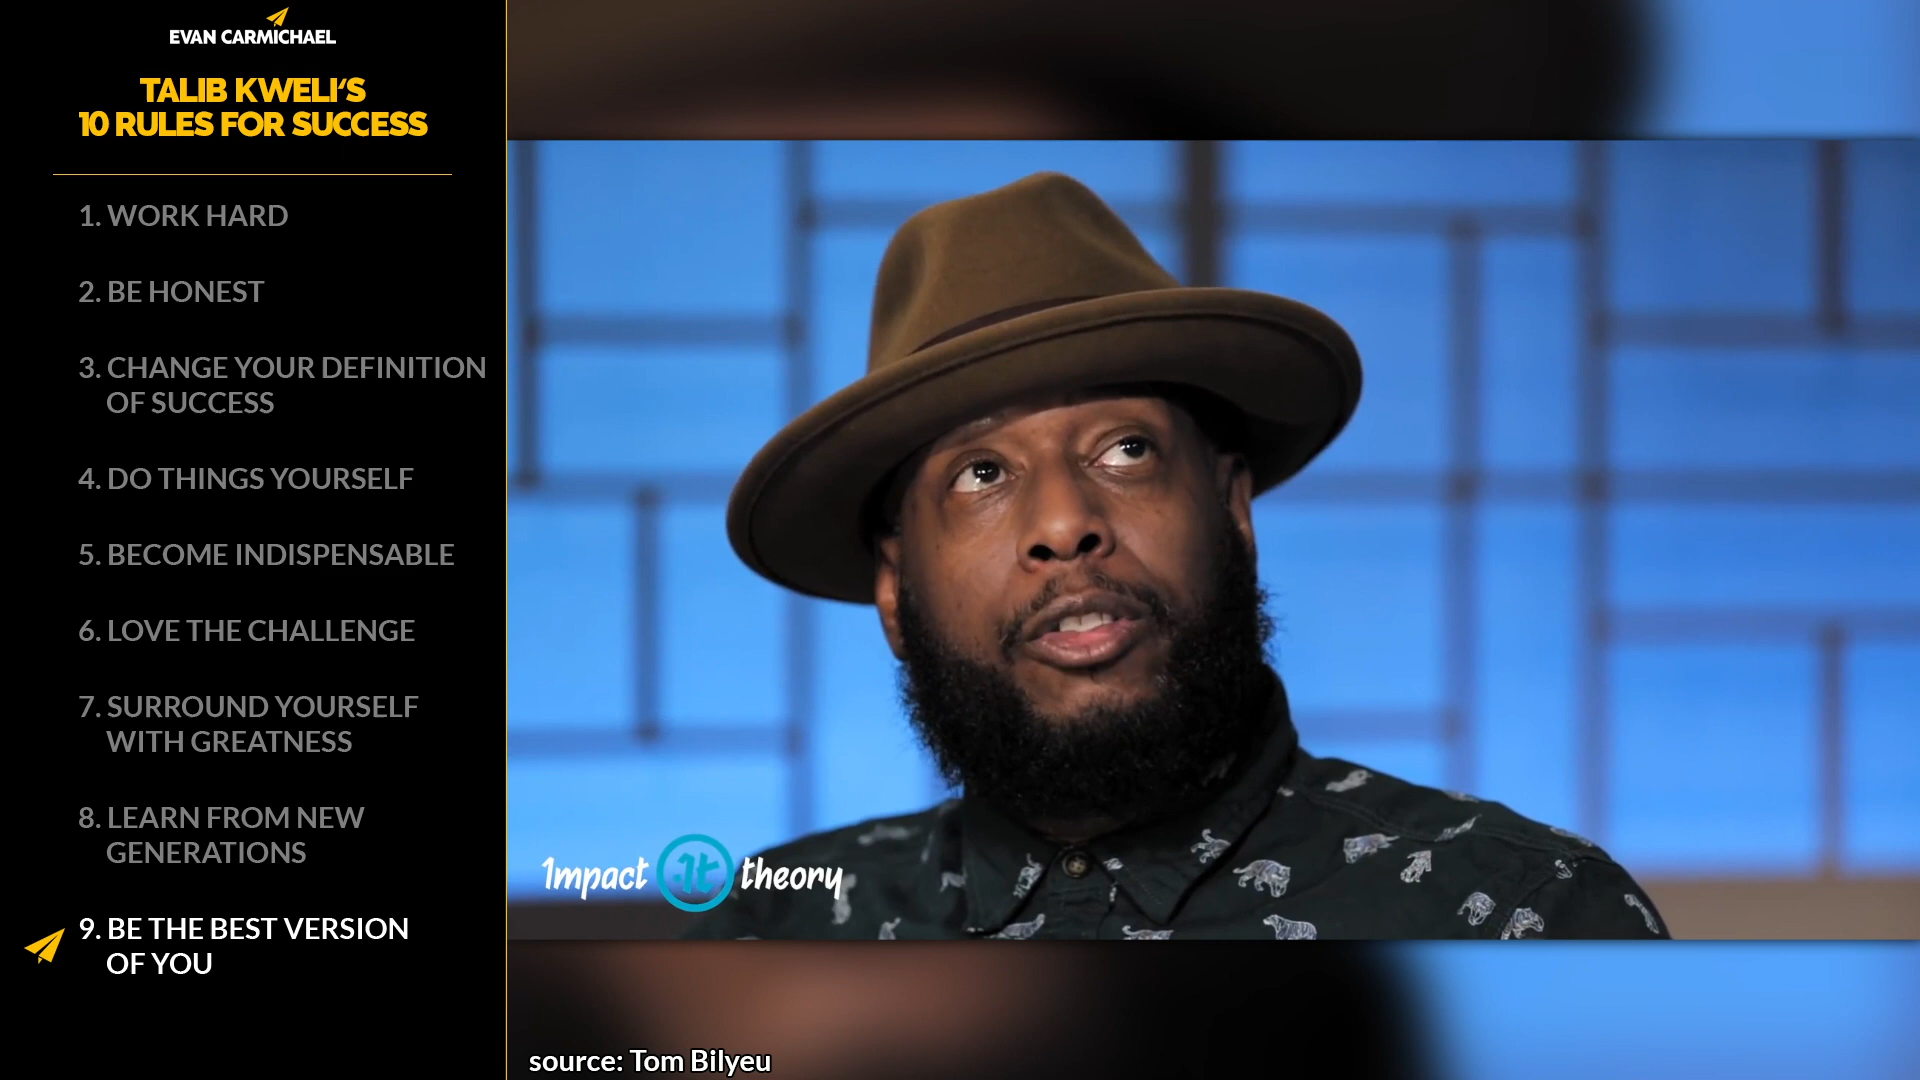 EVAN CARMICHAEL
TALIB KWELI'S
10 RULES FOR SUCCESS
1. WORK HARD
2. BE HONEST
3. CHANGE YOUR DEFINITION
OF SUCCESS
4. DO THINGS YOURSELF
5. BECOME INDISPENSABLE
6. LOVE THE CHALLENGE
7. SURROUND YOURSELF
WITH GREATNESS
8. LEARN FROM NEW
GENERATIONS
9. BE THE BEST VERSION
OF YOU
Impact it theory
source: Tom Bilyeu